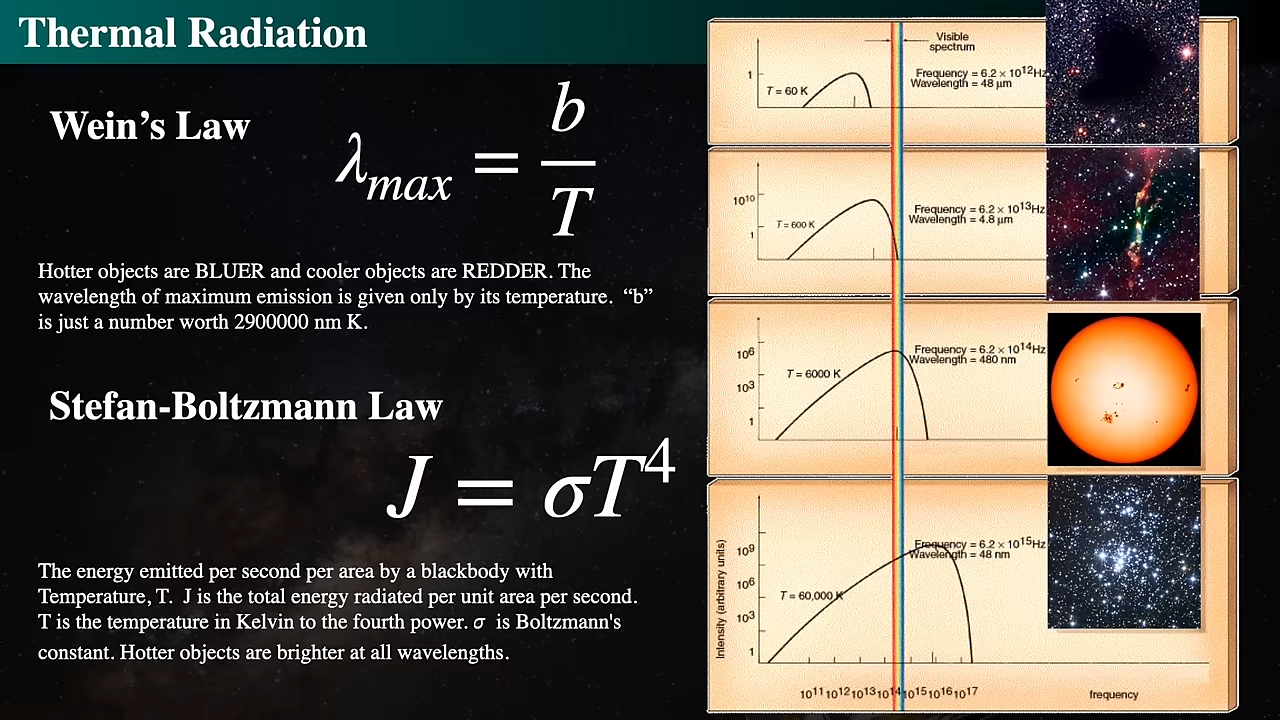 Thermal Radiation
Wein's Law
λmax = b/T
Hotter objects are BLUER and cooler objects are REDDER. The
wavelength of maximum emission is given only by its temperature. “b”
is just a number worth 2900000 nm K.
Stefan-Boltzmann Law
J = σT⁴
The energy emitted per second per area by a blackbody with
Temperature, T. J is the total energy radiated per unit area per second.
T is the temperature in Kelvin to the fourth power. σ is Boltzmann's
constant. Hotter objects are brighter at all wavelengths.
Visible
spectrum
1
T = 60 K
Frequency = 6.2 × 10¹²Hz
Wavelength = 48 μm
10¹⁰
1
T = 600 K
Frequency = 6.2 × 10¹³Hz
Wavelength = 4.8 μm
10⁶
10³
1
T = 6000 K
Frequency = 6.2 × 10¹⁴Hz
Wavelength = 480 nm
Intensity (arbitrary units)
10⁹
10⁶
10³
1
T = 60,000 K
Frequency = 6.2 × 10¹⁵Hz
Wavelength = 48 nm
10¹¹ 10¹² 10¹³ 10¹⁴ 10¹⁵ 10¹⁶ 10¹⁷
frequency